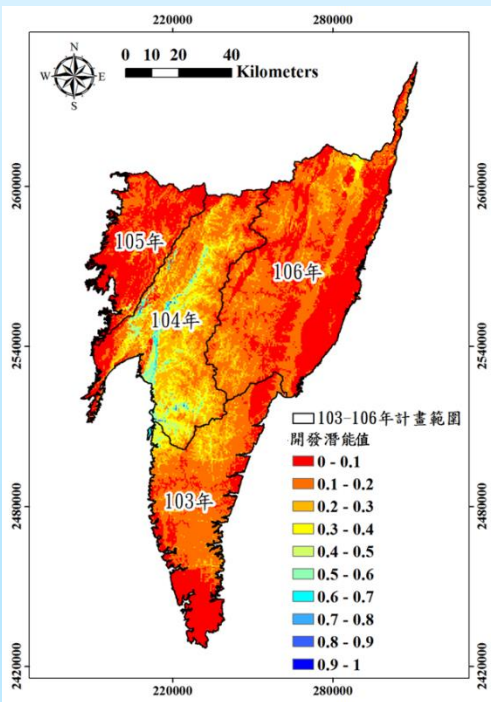 220000 280000
N
W E
S
0 10 20 40
Kilometers
2600000 2600000
105年
106年
104年
2540000 2540000
103-106年計畫範圍
開發潛能值
0 - 0.1
103年
0.1 - 0.2
2480000 2480000
0.2 - 0.3
0.3 - 0.4
0.4 - 0.5
0.5 - 0.6
0.6 - 0.7
0.7 - 0.8
0.8 - 0.9
0.9 - 1
2420000 2420000
220000 280000